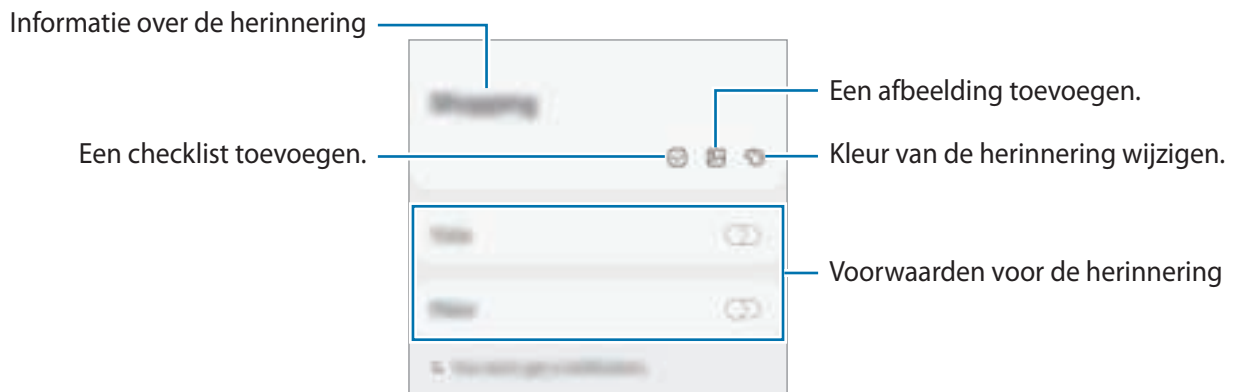 Informatie over de herinnering
Een afbeelding toevoegen.
Een checklist toevoegen.
Kleur van de herinnering wijzigen.
Voorwaarden voor de herinnering